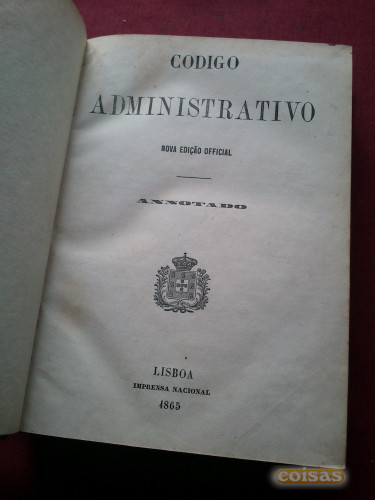 CODIGO
ADMINISTRATIVO
NOVA EDIÇÃO OFFICIAL
ANNOTADO
LISBOA
IMPRENSA NACIONAL
1865
coisas